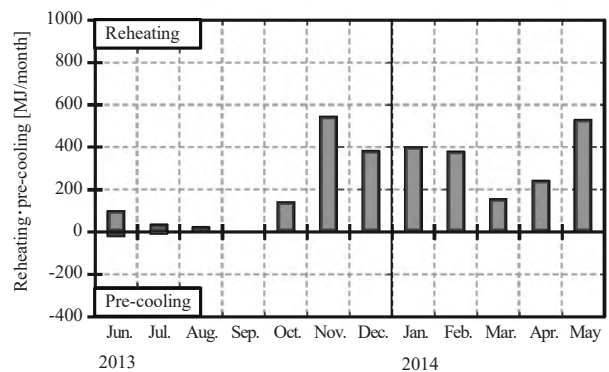 Reheating・pre-cooling [MJ/month]
1000
800
600
400
200
0
-200
-400
Reheating
Pre-cooling
Jun. Jul. Aug. Sep. Oct. Nov. Dec. Jan. Feb. Mar. Apr. May
2013 2014